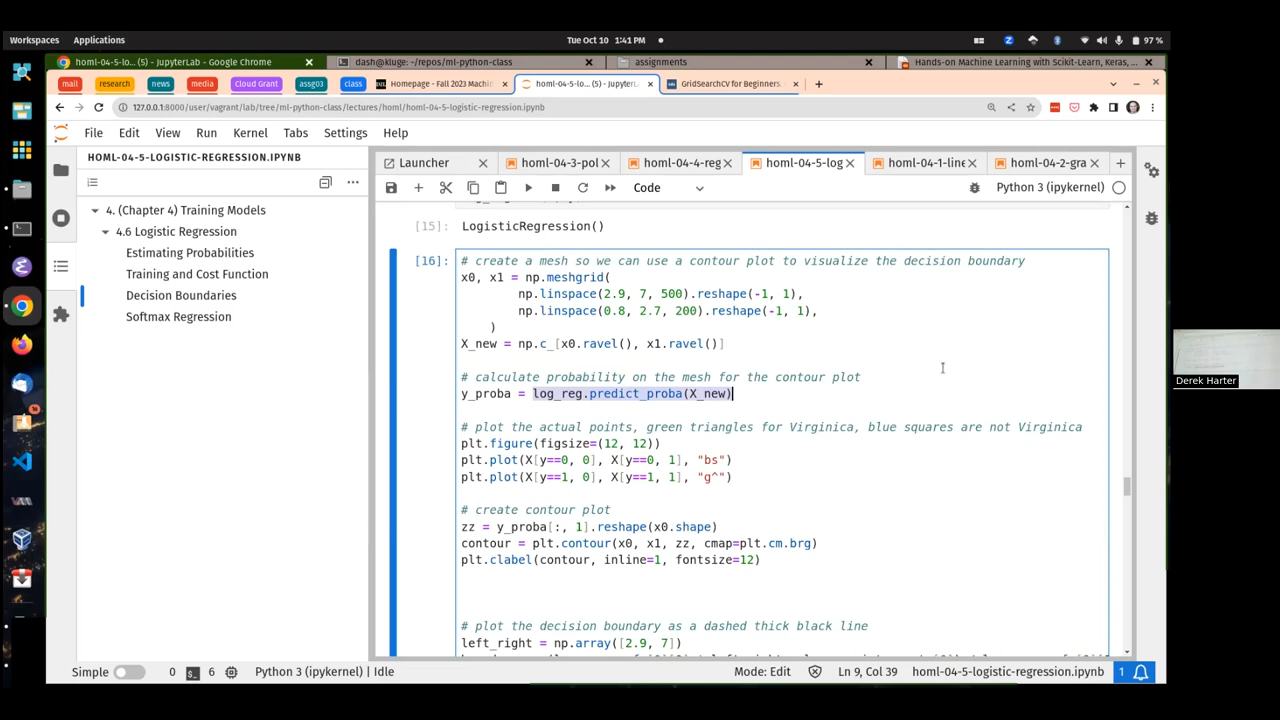 Workspaces Applications Tue Oct 10 1:41 PM 97 %
homl-04-5-lo... (5) - JupyterLab - Google Chrome dash@kluge: ~/repos/ml-python-class assignments Hands-on Machine Learning with Scikit-Learn, Keras, ...
mail research news media Cloud Grant assg03 class Homepage - Fall 2023 Machin homl-04-5-lo... (5) - JupyterL GridSearchCV for Beginners.
127.0.0.1:8000/user/vagrant/lab/tree/ml-python-class/lectures/homl/homl-04-5-logistic-regression.ipynb
File Edit View Run Kernel Tabs Settings Help
HOML-04-5-LOGISTIC-REGRESSION.IPYNB
Launcher homl-04-3-pol homl-04-4-reg homl-04-5-log homl-04-1-line homl-04-2-gra
Code Python 3 (ipykernel)
4. (Chapter 4) Training Models
4.6 Logistic Regression
Estimating Probabilities
Training and Cost Function
Decision Boundaries
Softmax Regression
[15]: LogisticRegression()
[16]: # create a mesh so we can use a contour plot to visualize the decision boundary
x0, x1 = np.meshgrid(
np.linspace(2.9, 7, 500).reshape(-1, 1),
np.linspace(0.8, 2.7, 200).reshape(-1, 1),
)
X_new = np.c_[x0.ravel(), x1.ravel()]
# calculate probability on the mesh for the contour plot
y_proba = log_reg.predict_proba(X_new)
# plot the actual points, green triangles for Virginica, blue squares are not Virginica
plt.figure(figsize=(12, 12))
plt.plot(X[y==0, 0], X[y==0, 1], "bs")
plt.plot(X[y==1, 0], X[y==1, 1], "g^")
# create contour plot
zz = y_proba[:, 1].reshape(x0.shape)
contour = plt.contour(x0, x1, zz, cmap=plt.cm.brg)
plt.clabel(contour, inline=1, fontsize=12)
# plot the decision boundary as a dashed thick black line
left_right = np.array([2.9, 7])
Derek Harter
Simple 0 6 Python 3 (ipykernel) | Idle Mode: Edit Ln 9, Col 39 homl-04-5-logistic-regression.ipynb 1